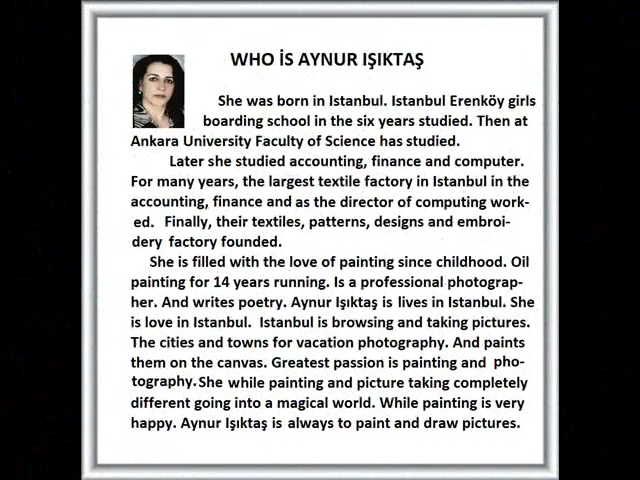 WHO İS AYNUR IŞIKTAŞ
She was born in Istanbul. Istanbul Erenköy girls
boarding school in the six years studied. Then at
Ankara University Faculty of Science has studied.
Later she studied accounting, finance and computer.
For many years, the largest textile factory in Istanbul in the
accounting, finance and as the director of computing work-
ed. Finally, their textiles, patterns, designs and embroi-
dery factory founded.
She is filled with the love of painting since childhood. Oil
painting for 14 years running. Is a professional photograp-
her. And writes poetry. Aynur Işıktaş is lives in Istanbul. She
is love in Istanbul. Istanbul is browsing and taking pictures.
The cities and towns for vacation photography. And paints
them on the canvas. Greatest passion is painting and pho-
tography. She while painting and picture taking completely
different going into a magical world. While painting is very
happy. Aynur Işıktaş is always to paint and draw pictures.